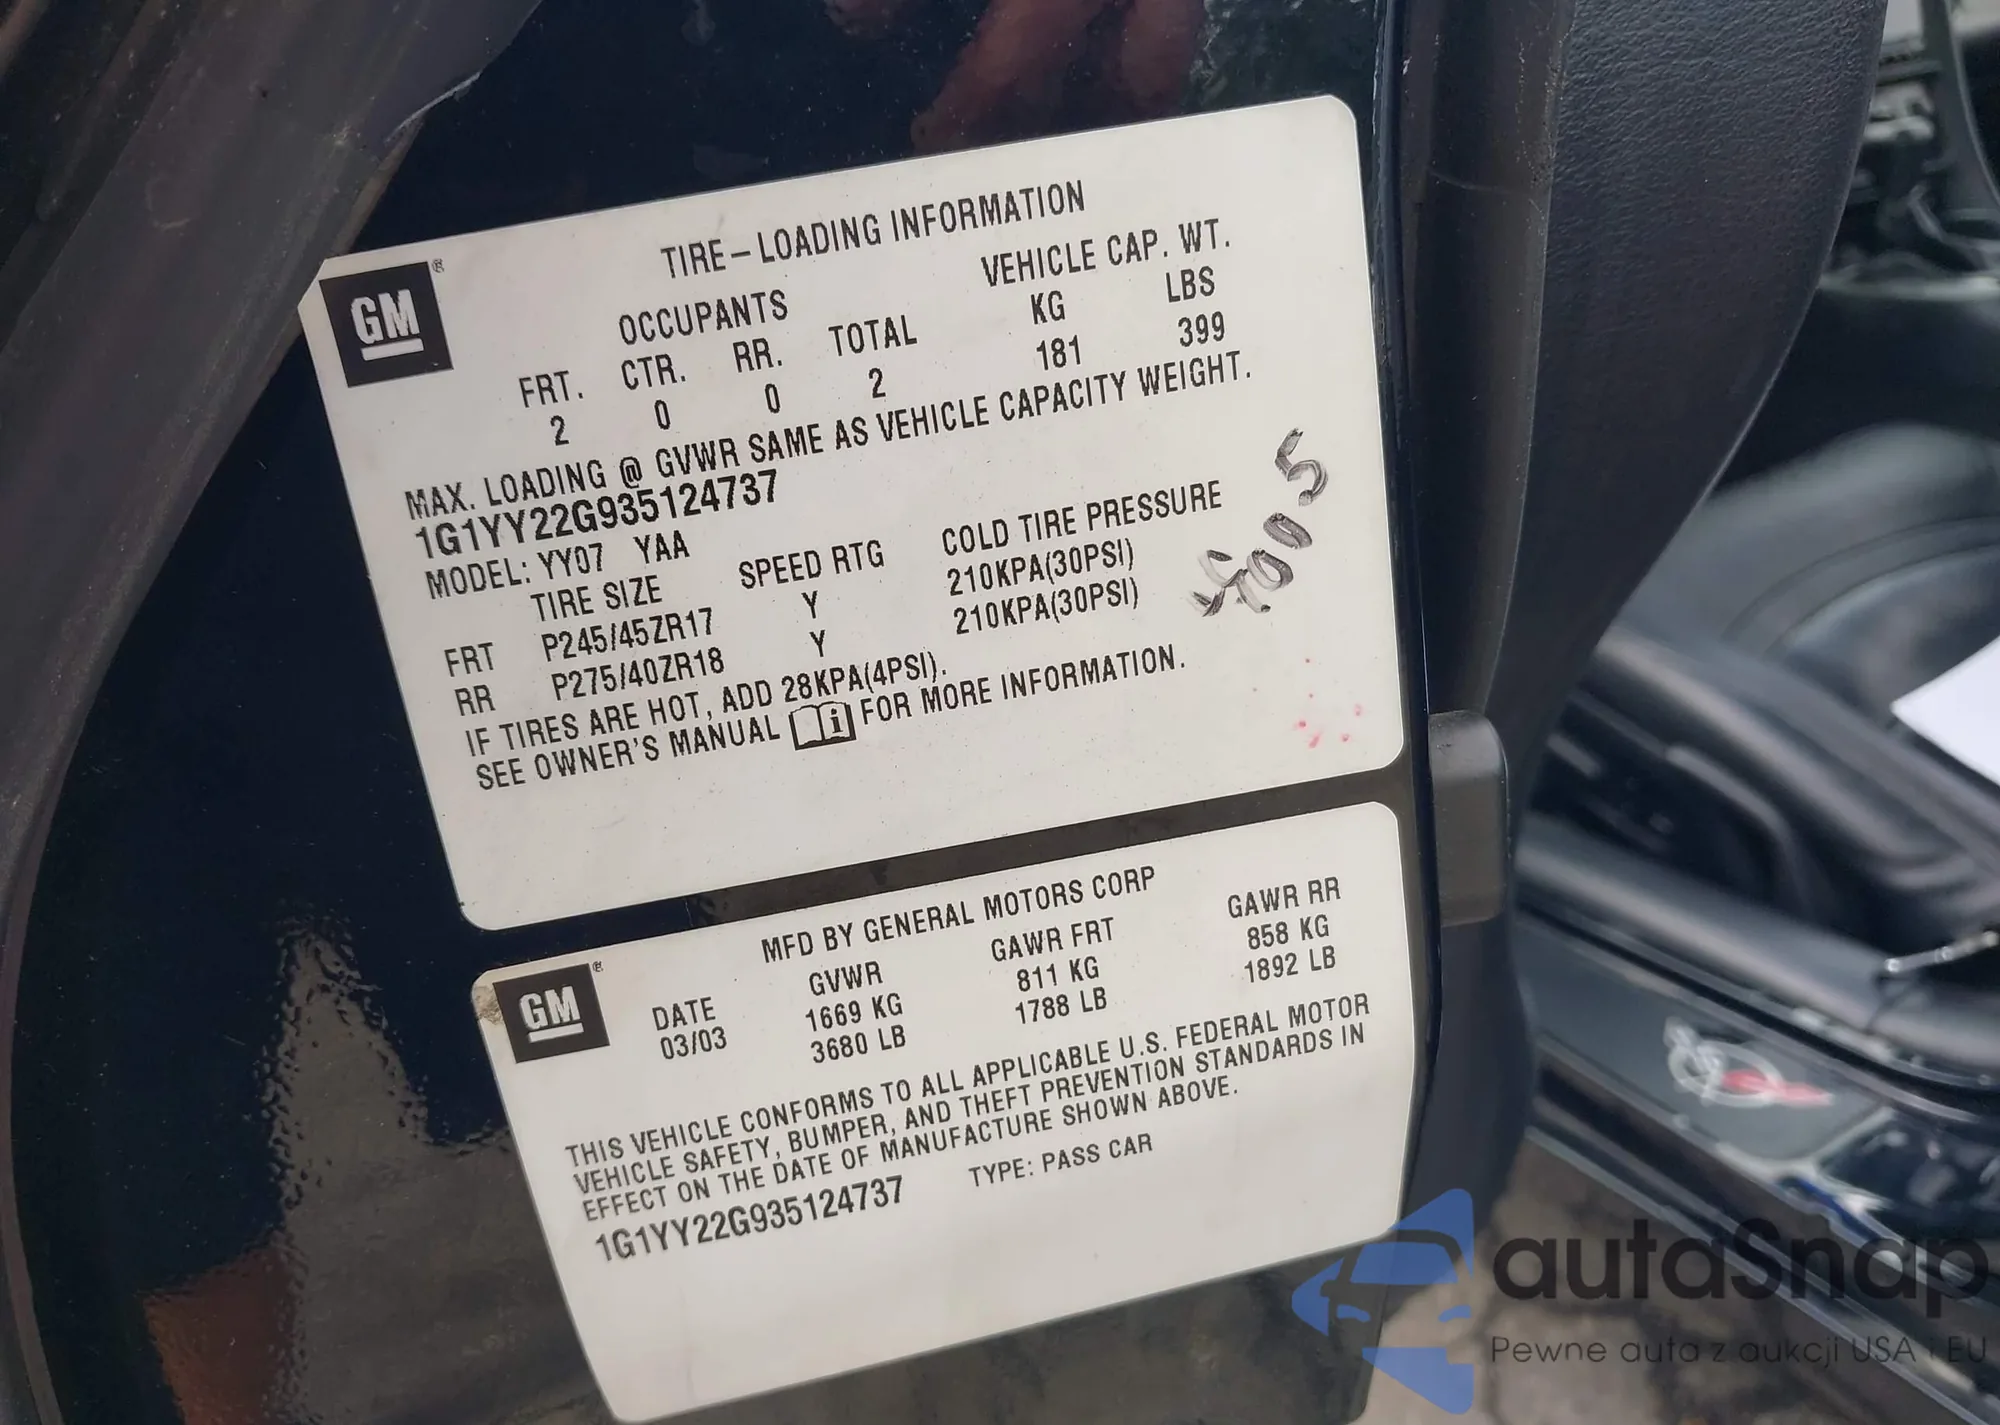 GM®
TIRE–LOADING INFORMATION
OCCUPANTS VEHICLE CAP. WT.
FRT. CTR. RR. TOTAL KG LBS
2 0 0 2 181 399
MAX. LOADING @ GVWR SAME AS VEHICLE CAPACITY WEIGHT.
1G1YY22G935124737
MODEL: YY07 YAA
TIRE SIZE SPEED RTG COLD TIRE PRESSURE
FRT P245/45ZR17 Y 210KPA(30PSI)
RR P275/40ZR18 Y 210KPA(30PSI)
IF TIRES ARE HOT, ADD 28KPA(4PSI).
SEE OWNER'S MANUAL i FOR MORE INFORMATION.
GM®
MFD BY GENERAL MOTORS CORP
DATE GVWR GAWR FRT GAWR RR
03/03 1669 KG 811 KG 858 KG
3680 LB 1788 LB 1892 LB
THIS VEHICLE CONFORMS TO ALL APPLICABLE U.S. FEDERAL MOTOR
VEHICLE SAFETY, BUMPER, AND THEFT PREVENTION STANDARDS IN
EFFECT ON THE DATE OF MANUFACTURE SHOWN ABOVE.
1G1YY22G935124737 TYPE: PASS CAR
autaSnap
Pewne auta z aukcji USA i EU